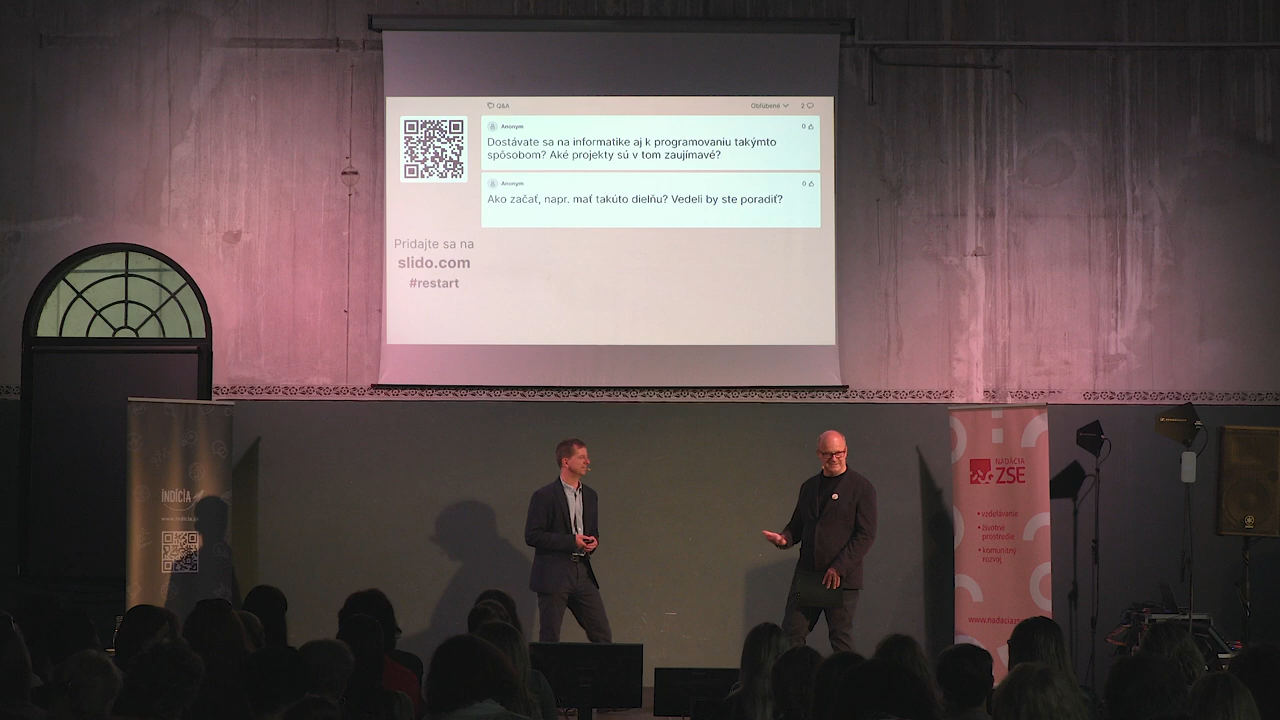 Q&A
Obľúbené
2
Anonym
0
Dostávate sa na informatike aj k programovaniu takýmto
spôsobom? Aké projekty sú v tom zaujímavé?
Anonym
0
Ako začať, napr. mať takúto dielňu? Vedeli by ste poradiť?
Pridajte sa na
slido.com
#restart
INDÍCIA
NADÁCIA
ZSE
• vzdelávanie
• životné
prostredie
• komunitný
rozvoj